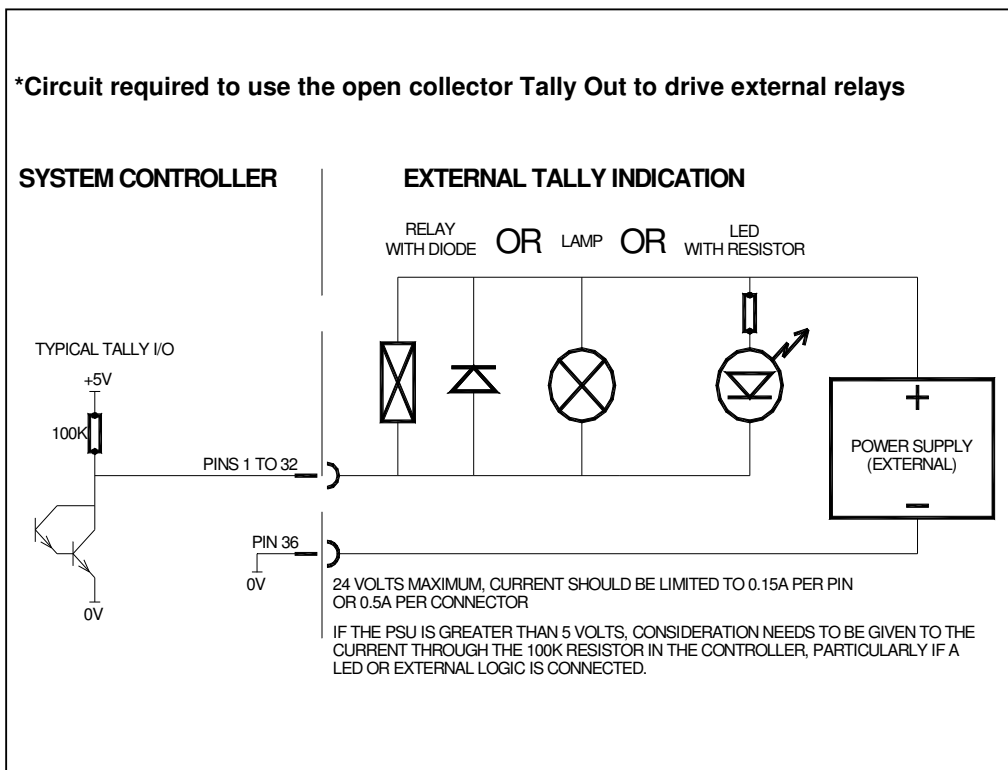 *Circuit required to use the open collector Tally Out to drive external relays
SYSTEM CONTROLLER
EXTERNAL TALLY INDICATION
RELAY
WITH DIODE
OR
LAMP
OR
LED
WITH RESISTOR
TYPICAL TALLY I/O
+5V
100K
PINS 1 TO 32
0V
PIN 36
0V
+
POWER SUPPLY
(EXTERNAL)
–
24 VOLTS MAXIMUM, CURRENT SHOULD BE LIMITED TO 0.15A PER PIN
OR 0.5A PER CONNECTOR
IF THE PSU IS GREATER THAN 5 VOLTS, CONSIDERATION NEEDS TO BE GIVEN TO THE
CURRENT THROUGH THE 100K RESISTOR IN THE CONTROLLER, PARTICULARLY IF A
LED OR EXTERNAL LOGIC IS CONNECTED.